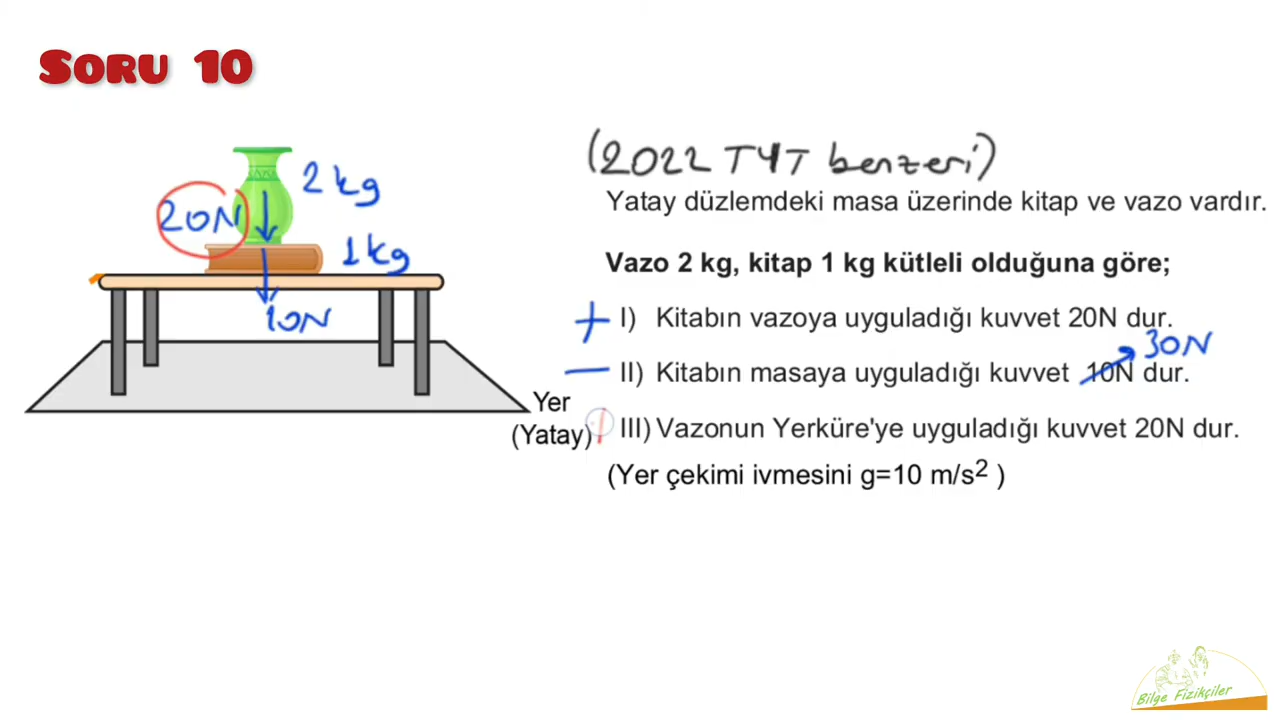 SORU 10
(2022 TYT benzeri)
Yatay düzlemdeki masa üzerinde kitap ve vazo vardır.
Vazo 2 kg, kitap 1 kg kütleli olduğuna göre;
+ I) Kitabın vazoya uyguladığı kuvvet 20N dur.
30N
— II) Kitabın masaya uyguladığı kuvvet 10N dur.
III) Vazonun Yerküre'ye uyguladığı kuvvet 20N dur.
(Yer çekimi ivmesini g=10 m/s2 )
2 kg
20N
1 kg
10N
Yer
(Yatay)
Bilge Fizikçiler